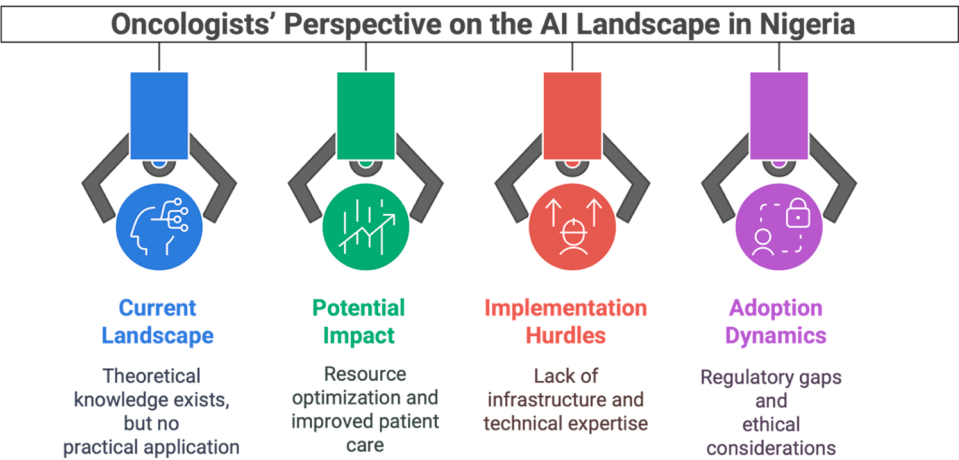 Oncologists' Perspective on the AI Landscape in Nigeria
Current
Landscape
Theoretical
knowledge exists,
but no
practical application
Potential
Impact
Resource
optimization and
improved patient
care
Implementation
Hurdles
Lack of
infrastructure and
technical expertise
Adoption
Dynamics
Regulatory gaps
and
ethical
considerations